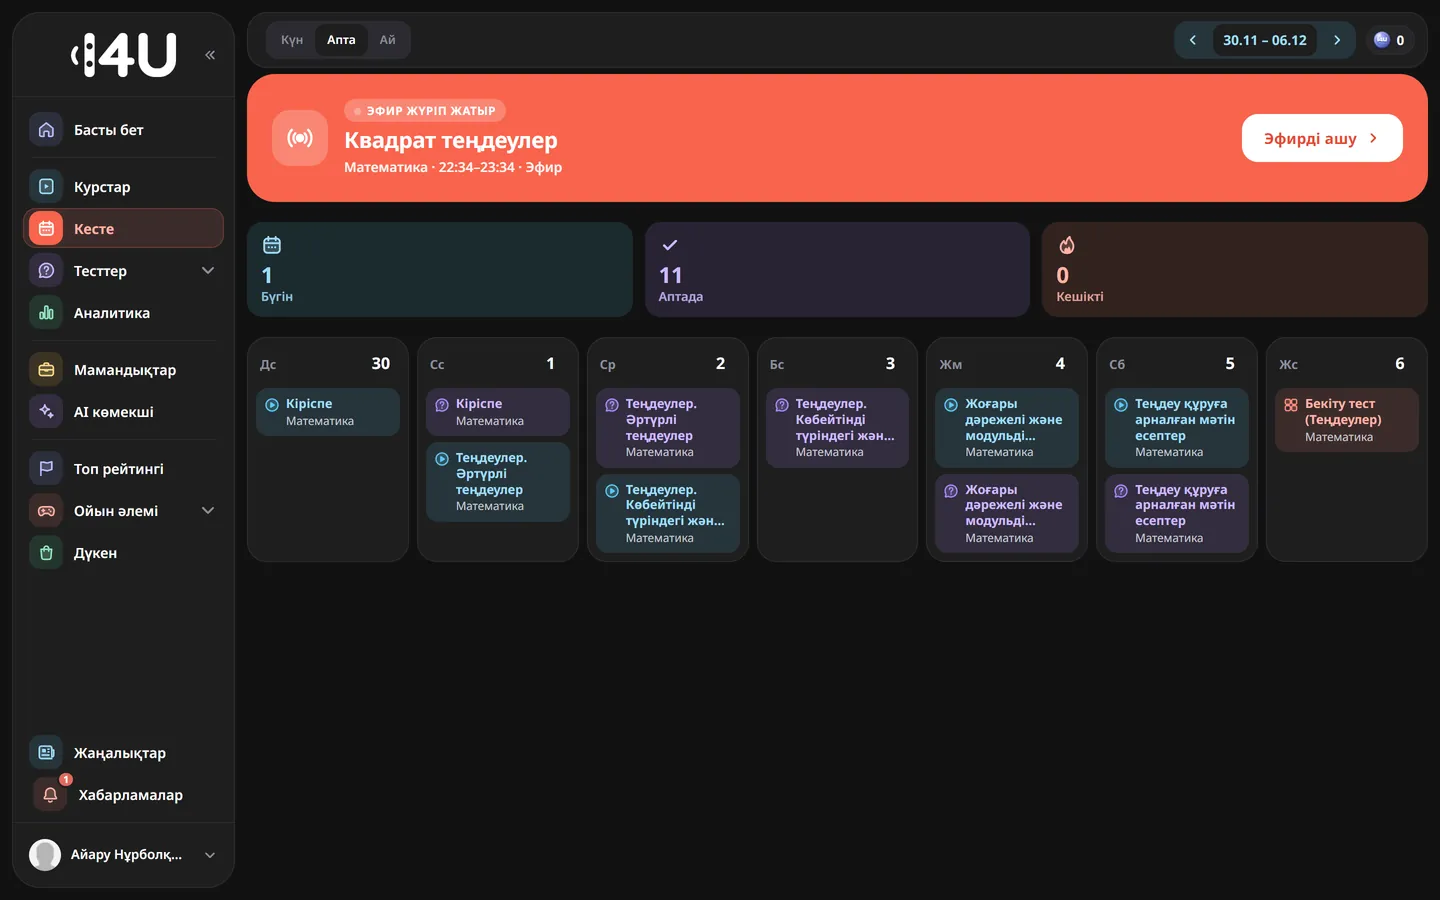 I4U
«
Басты бет
Курстар
Кесте
Тесттер
Аналитика
Мамандықтар
AI көмекші
Топ рейтингі
Ойын әлемі
Дүкен
Жаңалықтар
1
Хабарламалар
Айару Нұрболқ...
Күн
Апта
Ай
30.11 – 06.12
0
ЭФИР ЖҮРІП ЖАТЫР
Квадрат теңдеулер
Математика · 22:34–23:34 · Эфир
Эфирді ашу
1
Бүгін
11
Аптада
0
Кешікті
Дс 30
Кіріспе
Математика
Сс 1
Кіріспе
Математика
Теңдеулер.
Әртүрлі
теңдеулер
Математика
Ср 2
Теңдеулер.
Әртүрлі
теңдеулер
Математика
Теңдеулер.
Көбейтінді
түріндегі жән...
Математика
Бс 3
Теңдеулер.
Көбейтінді
түріндегі жән...
Математика
Жм 4
Жоғары
дәрежелі және
модульді...
Математика
Жоғары
дәрежелі және
модульді...
Математика
Сб 5
Теңдеу құруға
арналған мәтін
есептер
Математика
Теңдеу құруға
арналған мәтін
есептер
Математика
Жс 6
Бекіту тест
(Теңдеулер)
Математика